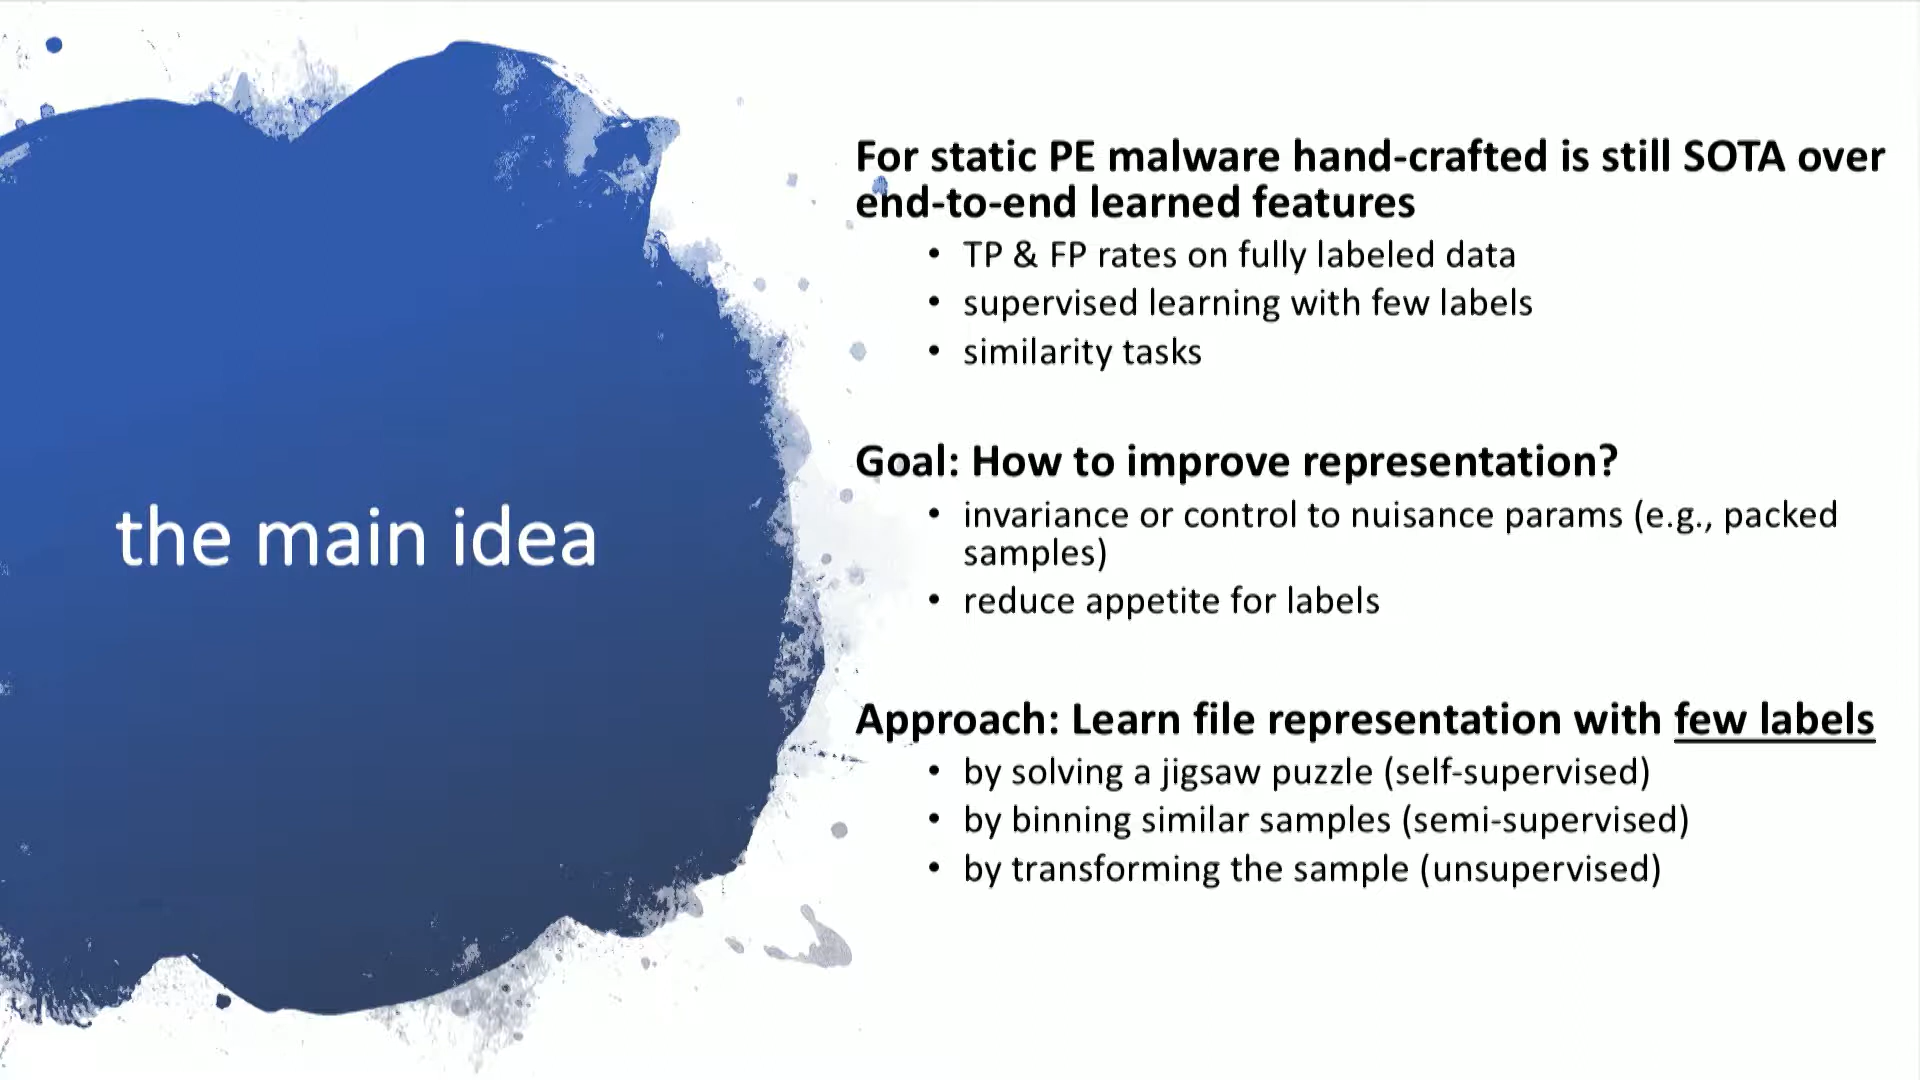 the main idea
For static PE malware hand-crafted is still SOTA over
end-to-end learned features
• TP & FP rates on fully labeled data
• supervised learning with few labels
• similarity tasks
Goal: How to improve representation?
• invariance or control to nuisance params (e.g., packed
samples)
• reduce appetite for labels
Approach: Learn file representation with few labels
• by solving a jigsaw puzzle (self-supervised)
• by binning similar samples (semi-supervised)
• by transforming the sample (unsupervised)